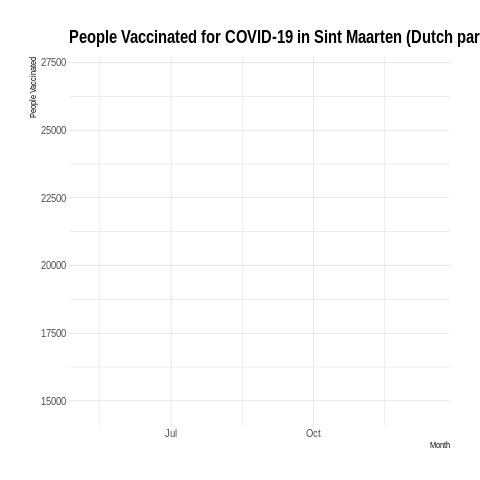 People Vaccinated for COVID-19 in Sint Maarten (Dutch par
People Vaccinated
27500
25000
22500
20000
17500
15000
Jul Oct
Month